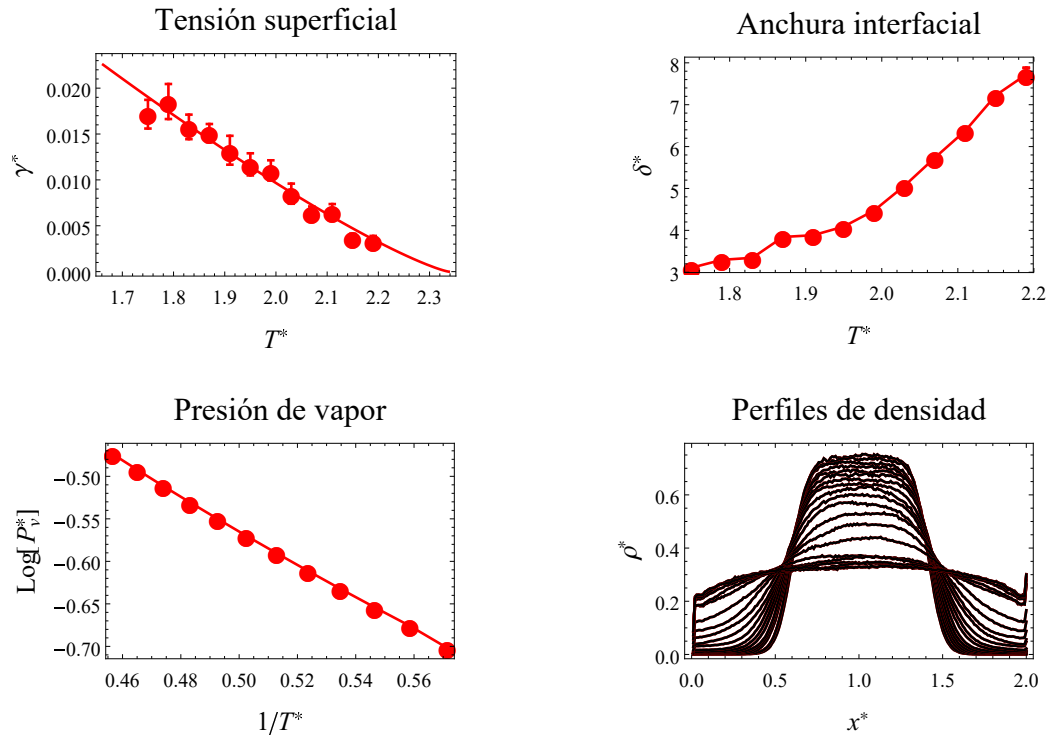 Tensión superficial
γ*
0.020
0.015
0.010
0.005
0.000
1.7 1.8 1.9 2.0 2.1 2.2 2.3
T*
Anchura interfacial
δ*
8
7
6
5
4
3
1.8 1.9 2.0 2.1 2.2
T*
Presión de vapor
Log[P*v]
−0.50
−0.55
−0.60
−0.65
−0.70
0.46 0.48 0.50 0.52 0.54 0.56
1/T*
Perfiles de densidad
ρ*
0.6
0.4
0.2
0.0
0.0 0.5 1.0 1.5 2.0
x*